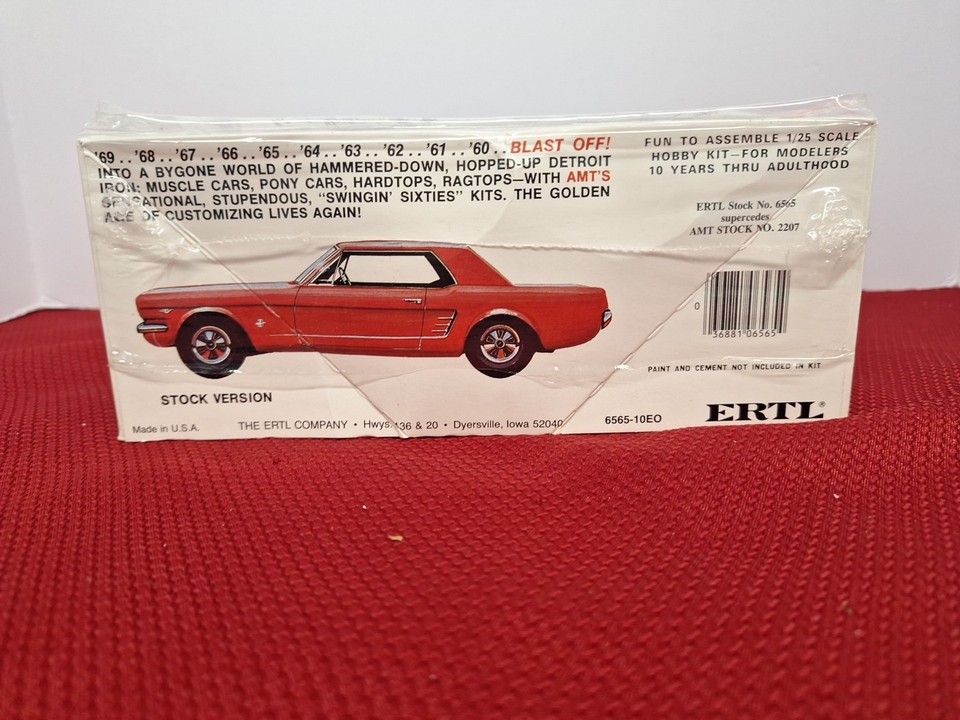 '69 . . '68 . . '67 . . '66 . . '65 . . '64 . . '63 . . '62 . . '61 . . '60 . . BLAST OFF!
INTO A BYGONE WORLD OF HAMMERED-DOWN, HOPPED-UP DETROIT
IRON: MUSCLE CARS, PONY CARS, HARDTOPS, RAGTOPS—WITH AMT'S
SENSATIONAL, STUPENDOUS, "SWINGIN' SIXTIES" KITS. THE GOLDEN
AGE OF CUSTOMIZING LIVES AGAIN!
FUN TO ASSEMBLE 1/25 SCALE
HOBBY KIT—FOR MODELERS
10 YEARS THRU ADULTHOOD
ERTL Stock No. 6565
supercedes
AMT STOCK NO. 2207
0 36881 06565
PAINT AND CEMENT NOT INCLUDED IN KIT
STOCK VERSION
Made in U.S.A.
THE ERTL COMPANY • Hwys. 136 & 20 • Dyersville, Iowa 52040
6565-10EO
ERTL®